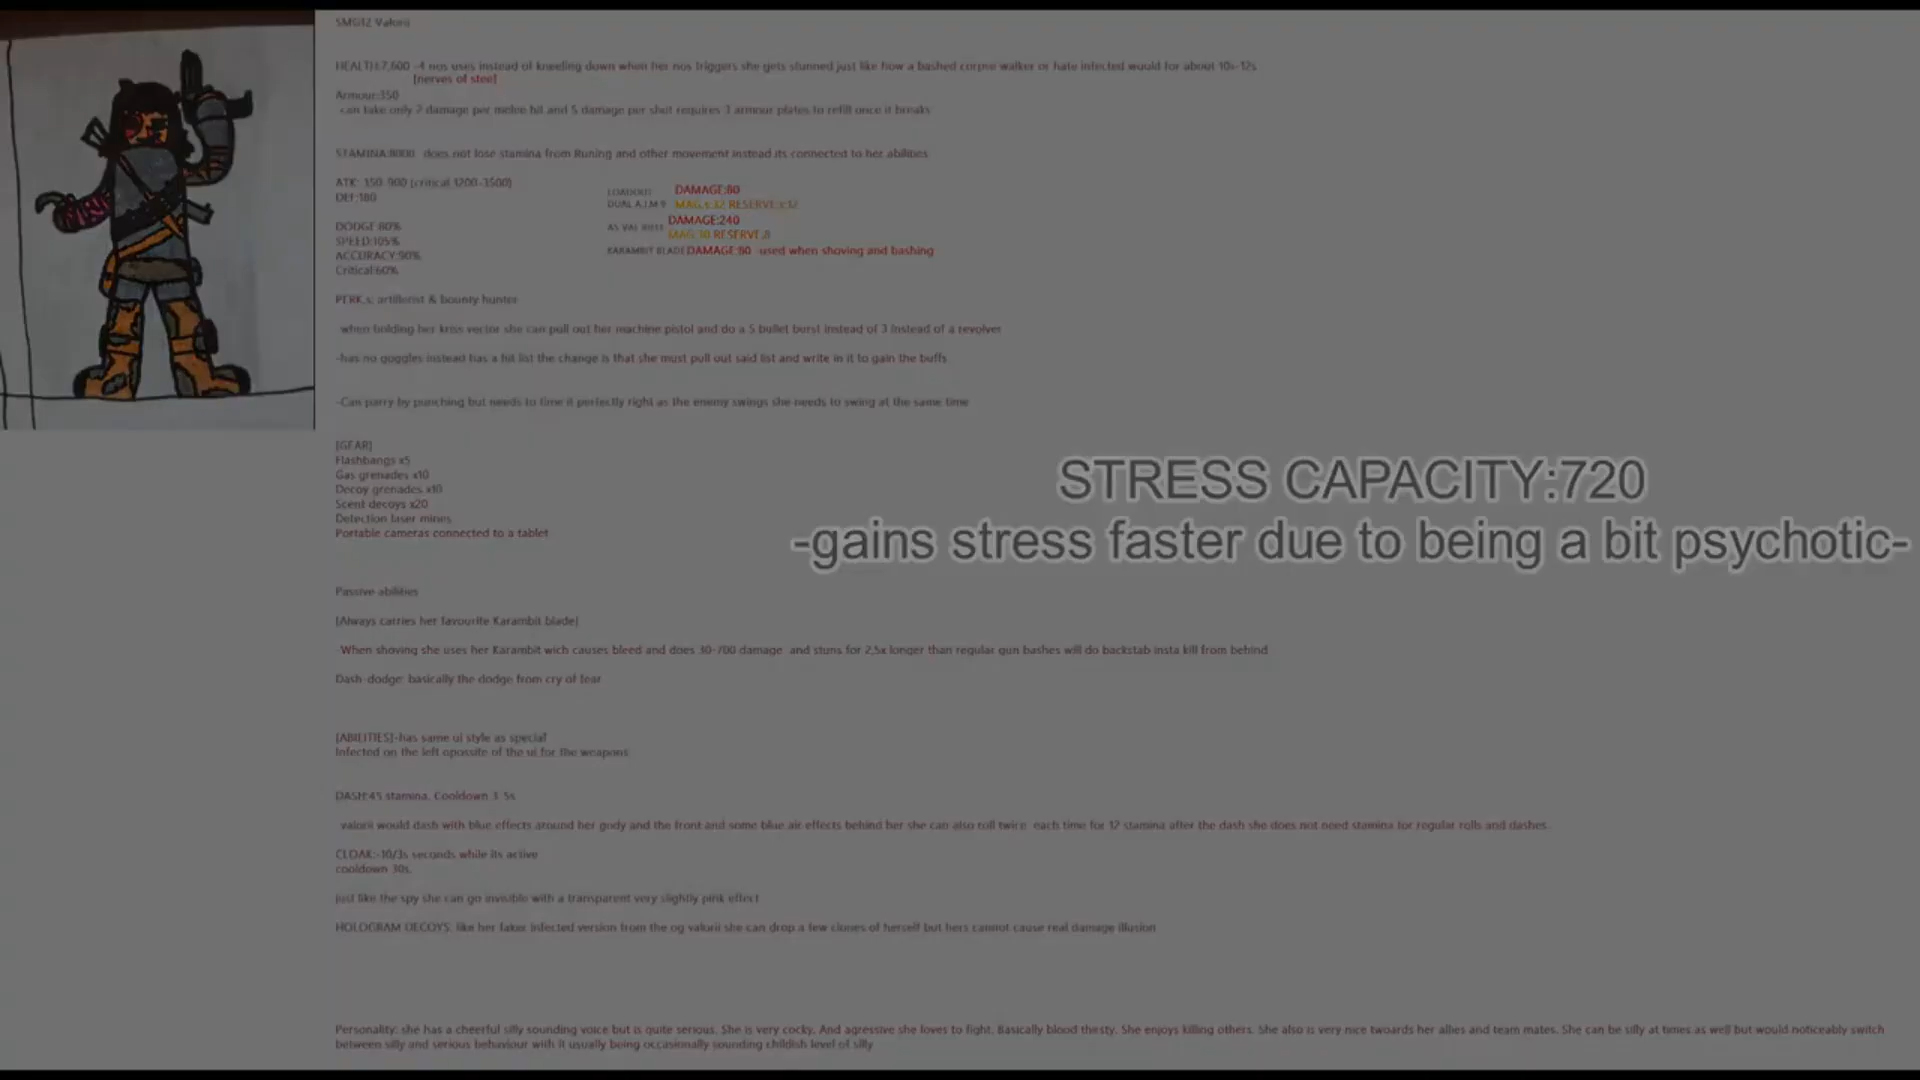 SMG12 Valorii
HEALTH:7,600 -4 nos uses instead of kneeling down when her nos triggers she gets stunned just like how a bashed corpse walker or hate infected would for about 10s-12s
[nerves of steel]
Armour:350
-can take only 2 damage per melee hit and 5 damage per shot requires 3 armour plates to refill once it breaks
STAMINA:8000 does not lose stamina from Runing and other movement instead its connected to her abilities
ATK: 350-900 (critical 1200-3500)
DEF:180
LOADOUT DAMAGE:80
DUAL A.J.M 9 MAG.s:32 RESERVE.s:12
DAMAGE:240
AS VAL RIFLE
MAG:30 RESERVE:8
KARAMBIT BLADE DAMAGE:80 -used when shoving and bashing
DODGE:80%
SPEED:105%
ACCURACY:90%
Critical:60%
PERK.s: artillerist & bounty hunter
when holding her kriss vector she can pull out her machine pistol and do a 5 bullet burst instead of 3 instead of a revolver
-has no goggles instead has a hit list the change is that she must pull out said list and write in it to gain the buffs
-Can parry by punching but needs to time it perfectly right as the enemy swings she needs to swing at the same time
[GEAR]
Flashbangs x5
Gas grenades x10
Decoy grenades x10
Scent decoys x20
Detection laser mines
Portable cameras connected to a tablet
STRESS CAPACITY:720
-gains stress faster due to being a bit psychotic-
Passive abilities
[Always carries her favourite Karambit blade]
When shoving she uses her Karambit wich causes bleed and does 30-700 damage and stuns for 2,5x longer than regular gun bashes will do backstab insta kill from behind
Dash-dodge: basically the dodge from cry of fear
[ABILITIES]-has same ui style as special
Infected on the left oposite of the ui for the weapons
DASH:45 stamina. Cooldown 3-5s
valorii would dash with blue effects around her gody and the front and some blue air effects behind her she can also roll twice each time for 12 stamina after the dash she does not need stamina for regular rolls and dashes.
CLOAK:-10/3s seconds while its active
cooldown 30s.
just like the spy she can go invisible with a transparent very slightly pink effect
HOLOGRAM DECOYS: like her faker infected version from the og valorii she can drop a few clones of herself but hers cannot cause real damage illusion
Personality: she has a cheerful silly sounding voice but is quite serious. She is very cocky. And agressive she loves to fight. Basically blood thirsty. She enjoys killing others. She also is very nice twoards her allies and team mates. She can be silly at times as well but would noticeably switch
between silly and serious behaviour with it usually being occasionally sounding childish level of silly